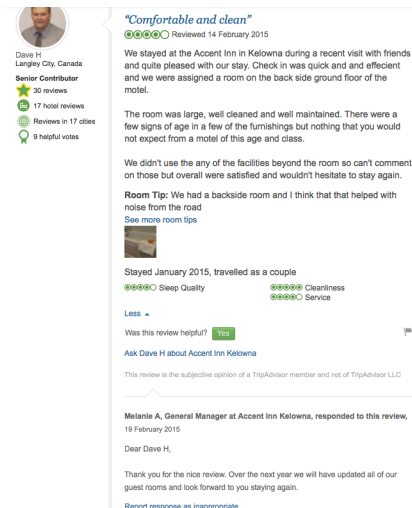 Dave H
Langley City, Canada
Senior Contributor
30 reviews
17 hotel reviews
Reviews in 17 cities
9 helpful votes
“Comfortable and clean”
Reviewed 14 February 2015
We stayed at the Accent Inn in Kelowna during a recent visit with friends
and quite pleased with our stay. Check in was quick and and effecient
and we were assigned a room on the back side ground floor of the
motel.
The room was large, well cleaned and well maintained. There were a
few signs of age in a few of the furnishings but nothing that you would
not expect from a motel of this age and class.
We didn't use the any of the facilities beyond the room so can't comment
on those but overall were satisfied and wouldn't hesitate to stay again.
Room Tip: We had a backside room and I think that that helped with
noise from the road
See more room tips
Stayed January 2015, travelled as a couple
Sleep Quality
Cleanliness
Service
Less
Was this review helpful? Yes
Ask Dave H about Accent Inn Kelowna
This review is the subjective opinion of a TripAdvisor member and not of TripAdvisor LLC
Melanie A, General Manager at Accent Inn Kelowna, responded to this review,
19 February 2015
Dear Dave H,
Thank you for the nice review. Over the next year we will have updated all of our
guest rooms and look forward to you staying again.
Report response as inappropriate